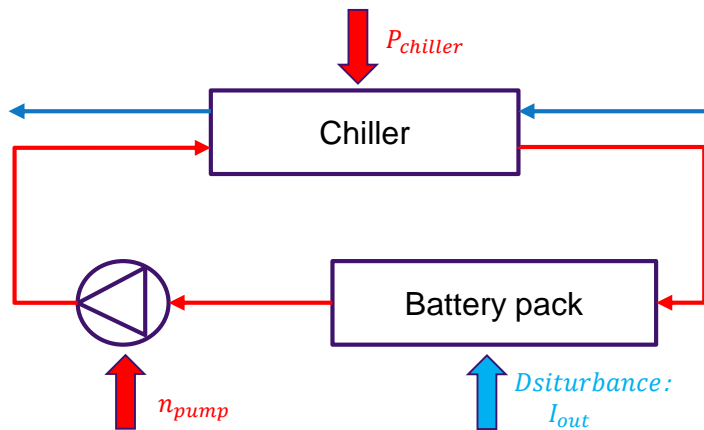 P_chiller
Chiller
Battery pack
n_pump
Dsiturbance:
I_out